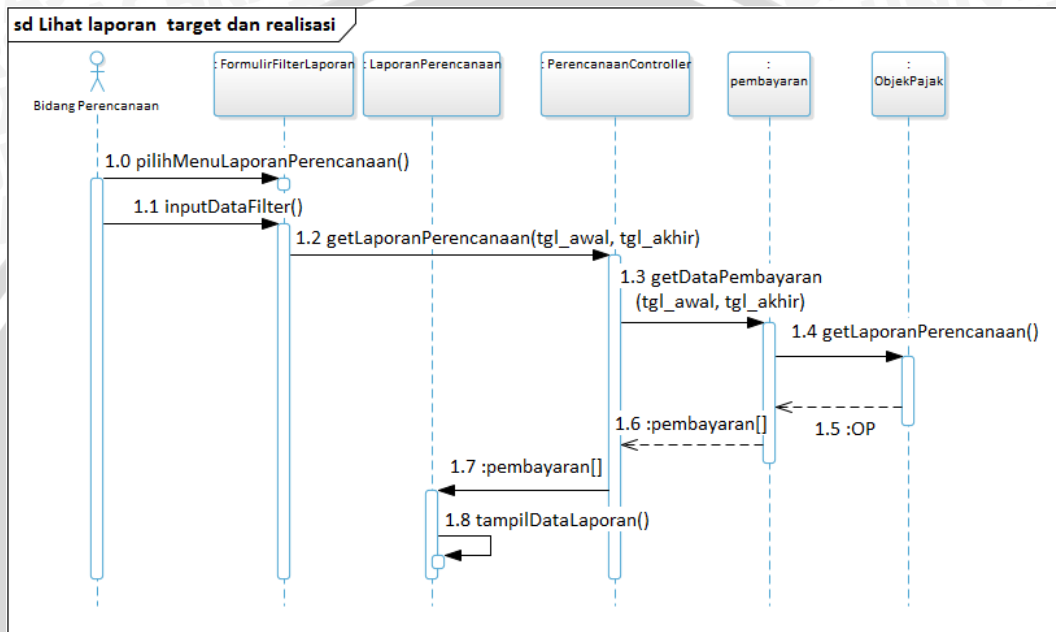 sd Lihat laporan target dan realisasi
Bidang Perencanaan
: FormulirFilterLaporan
: LaporanPerencanaan
: PerencanaanController
:
pembayaran
:
ObjekPajak
1.0 pilihMenuLaporanPerencanaan()
1.1 inputDataFilter()
1.2 getLaporanPerencanaan(tgl_awal, tgl_akhir)
1.3 getDataPembayaran
(tgl_awal, tgl_akhir)
1.4 getLaporanPerencanaan()
1.5 :OP
1.6 :pembayaran[]
1.7 :pembayaran[]
1.8 tampilDataLaporan()